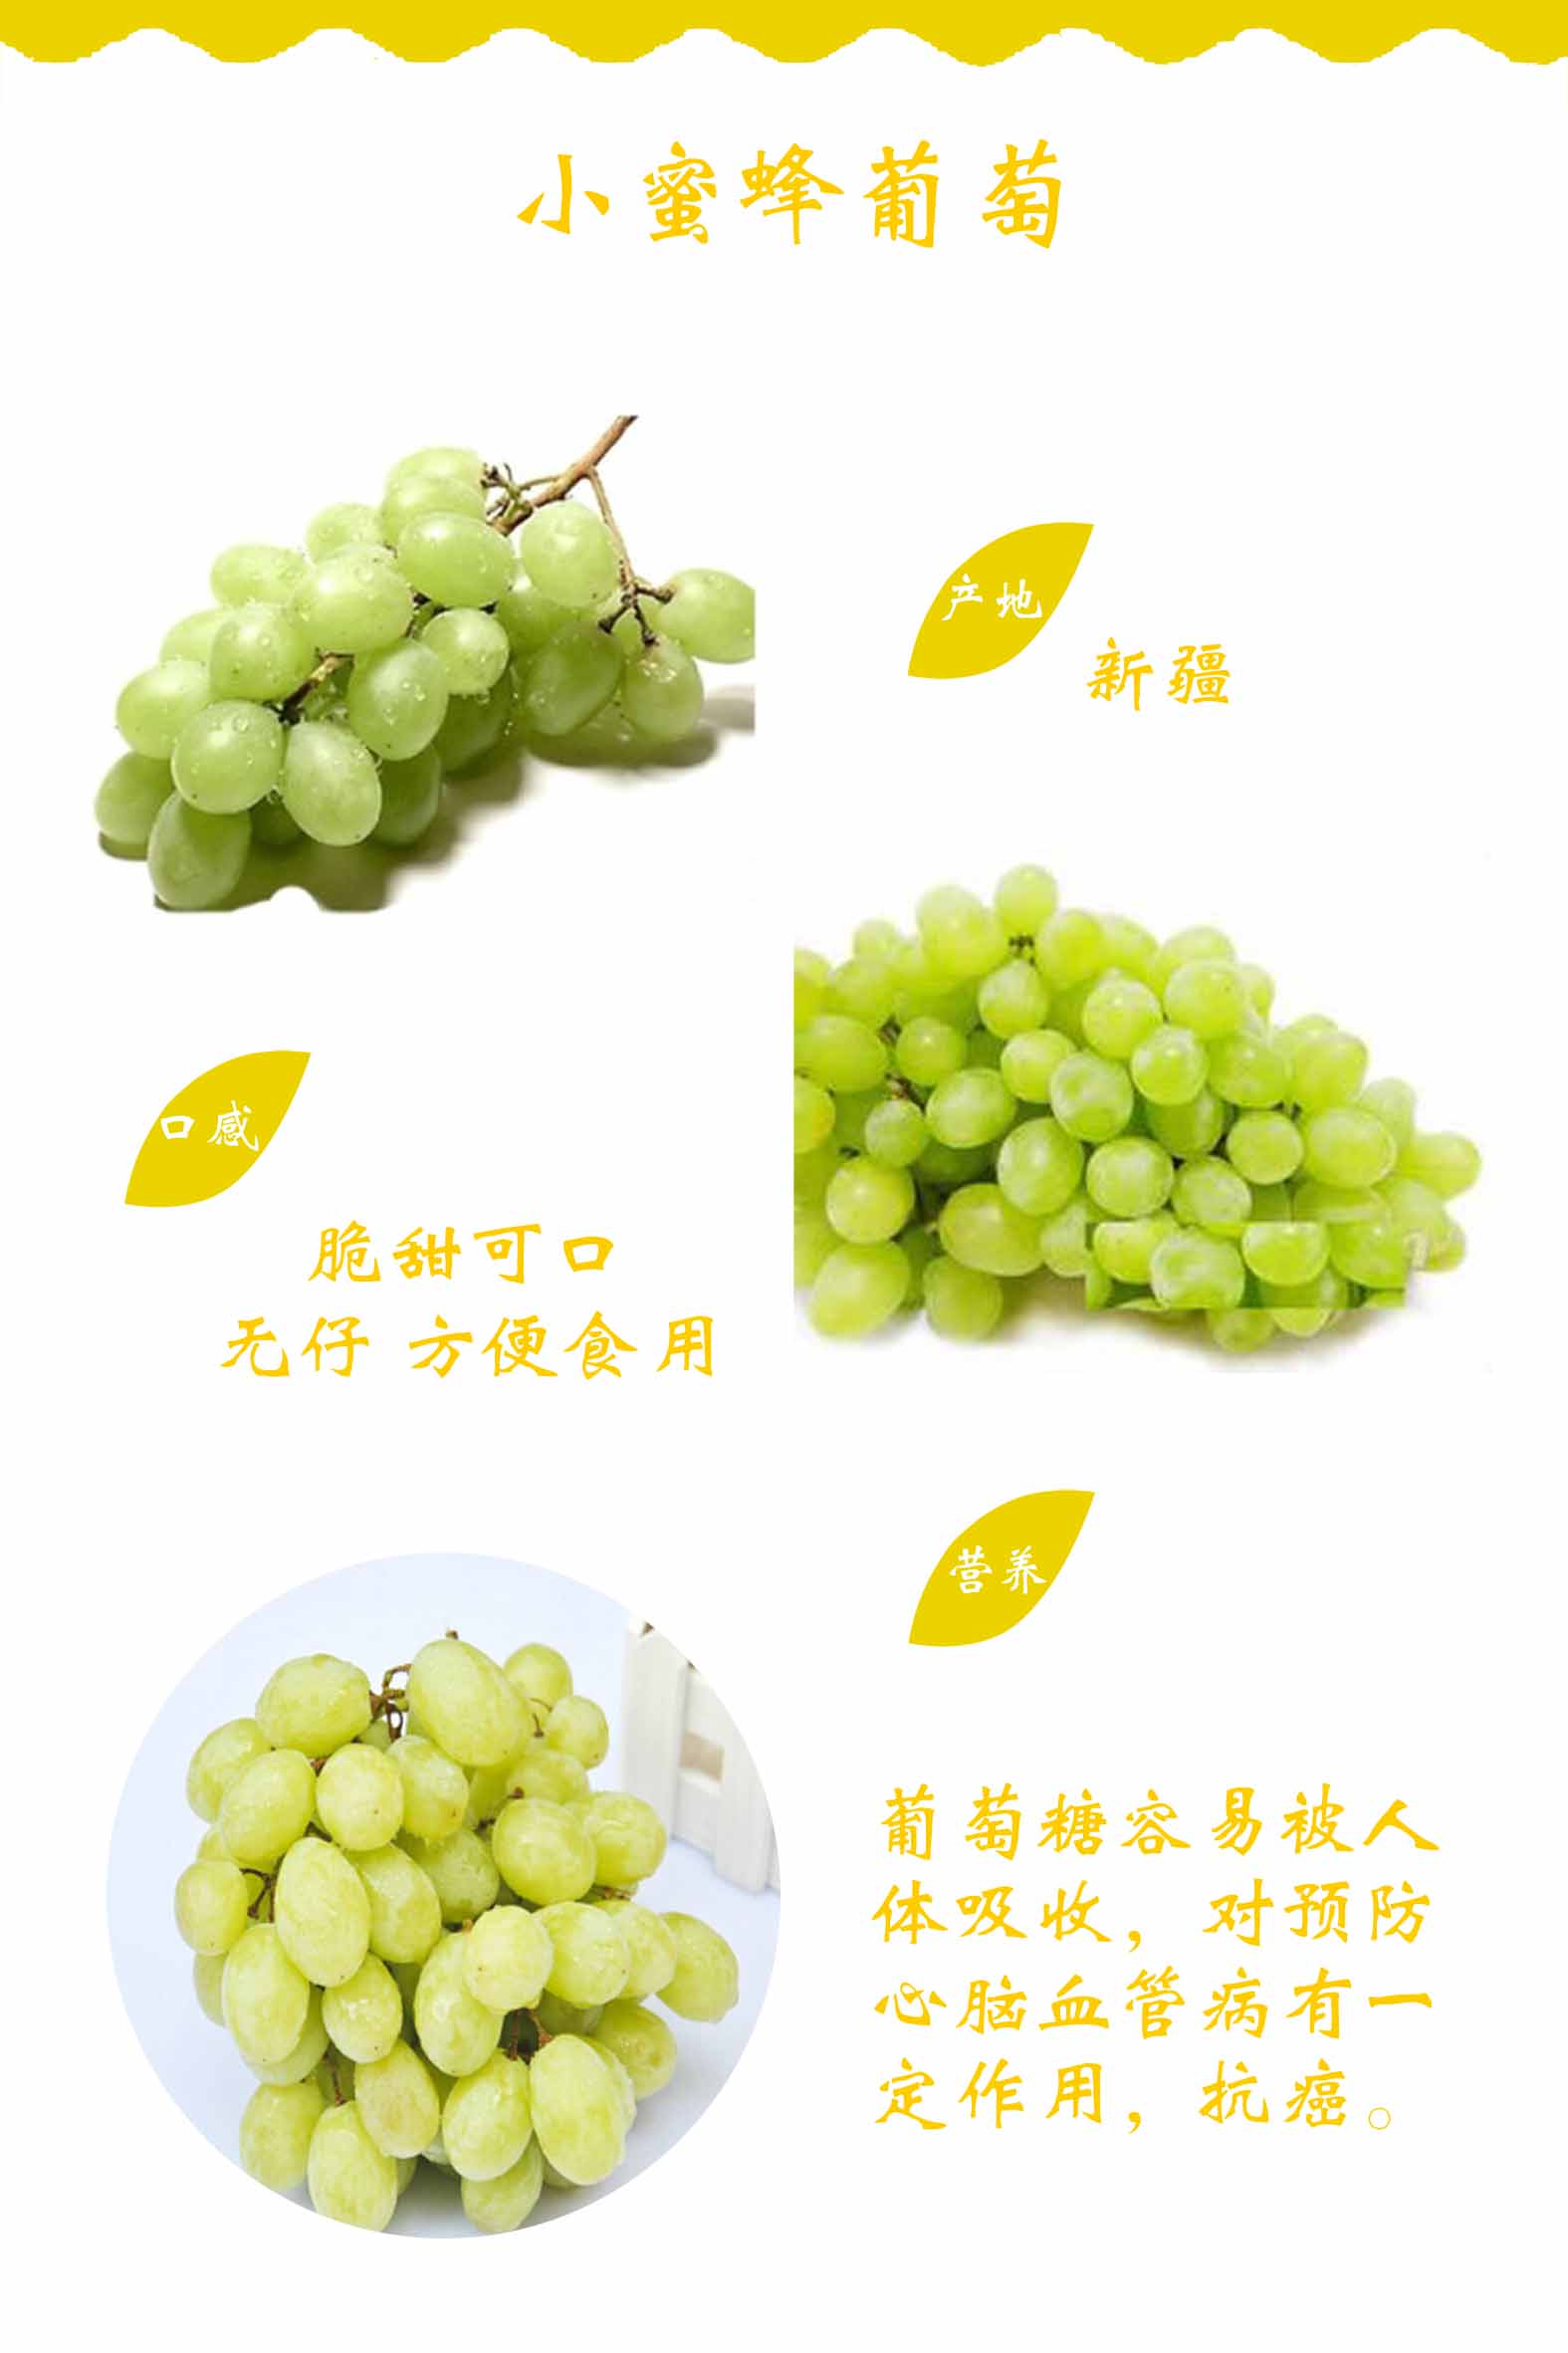 小蜜蜂葡萄
产地
新疆
口感
脆甜可口
无仔 方便食用
营养
葡萄糖容易被人
体吸收，对预防
心脑血管病有一
定作用，抗癌。